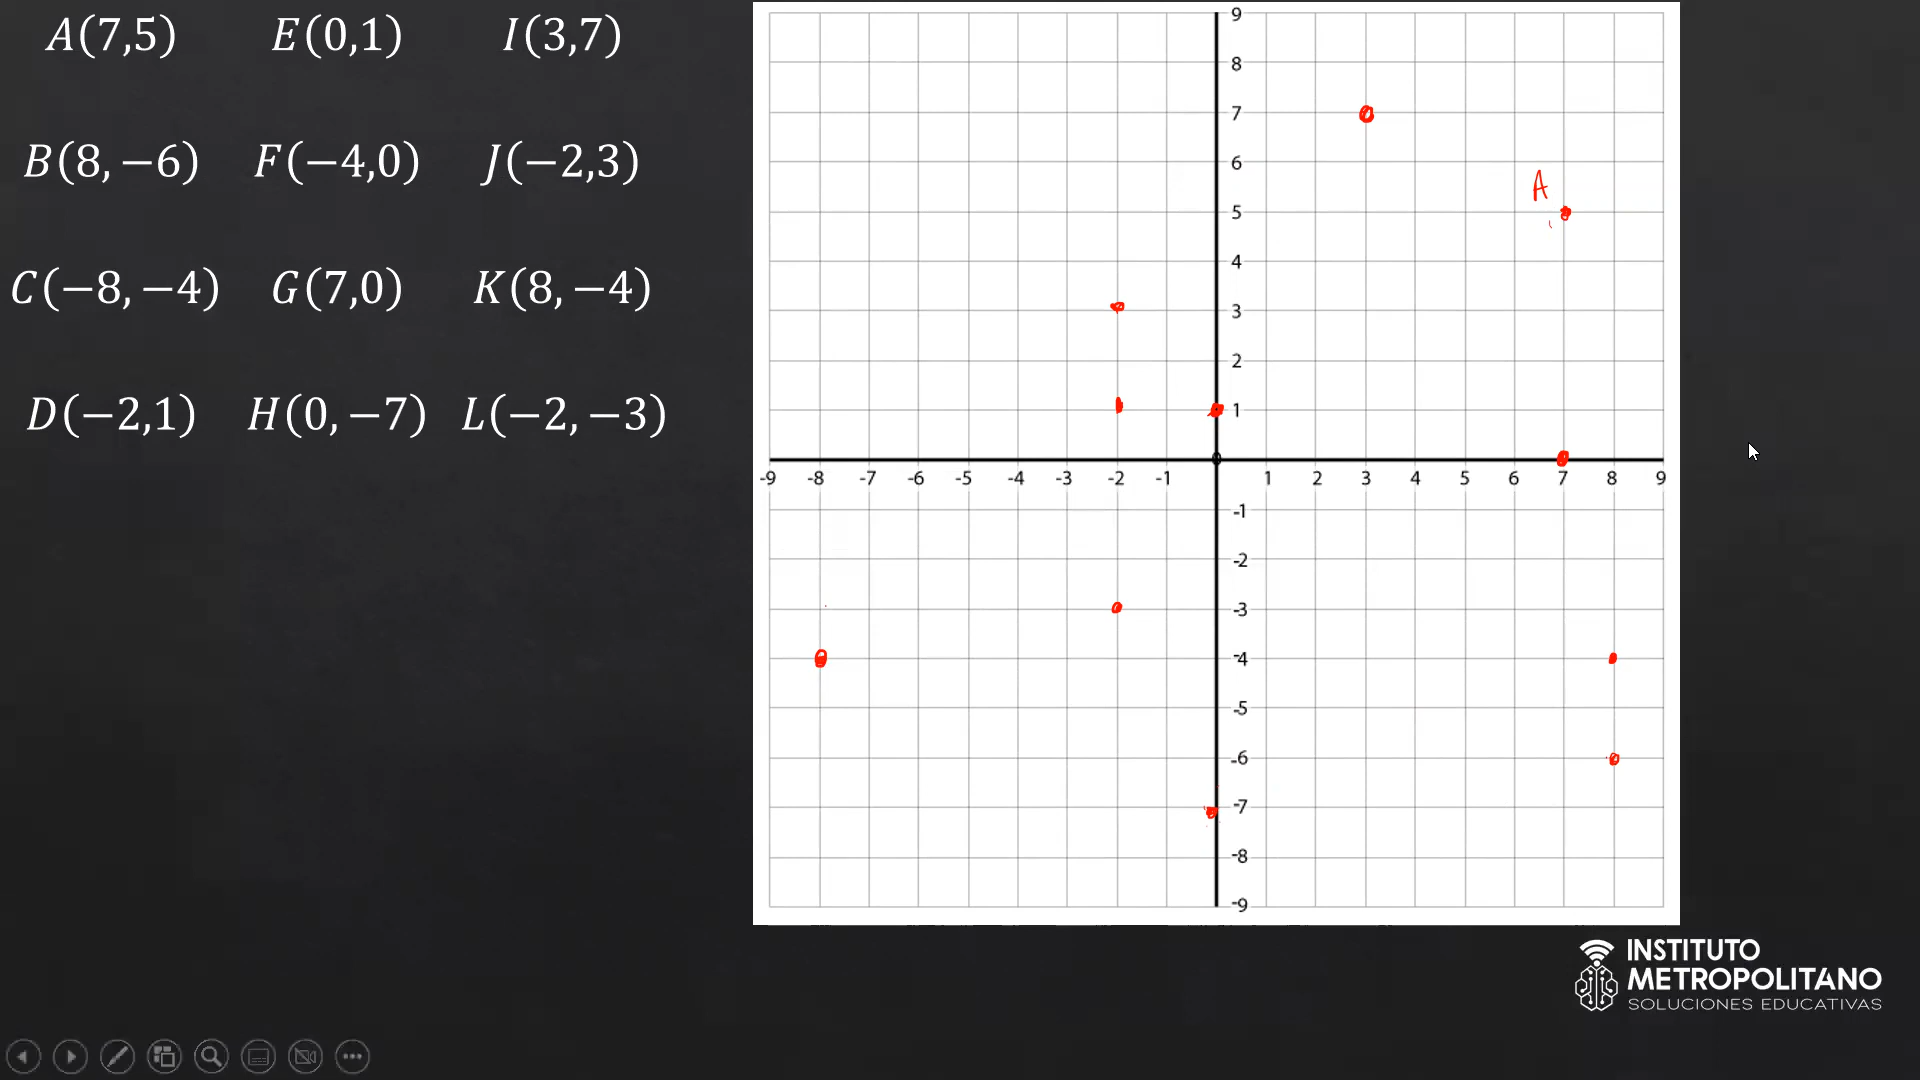 A(7,5) E(0,1) I(3,7)
B(8,−6) F(−4,0) J(−2,3)
C(−8,−4) G(7,0) K(8,−4)
D(−2,1) H(0,−7) L(−2,−3)
9
8
7
6
A
5
4
3
2
1
0
-9 -8 -7 -6 -5 -4 -3 -2 -1 1 2 3 4 5 6 7 8 9
-1
-2
-3
-4
-5
-6
-7
-8
-9
INSTITUTO
METROPOLITANO
SOLUCIONES EDUCATIVAS